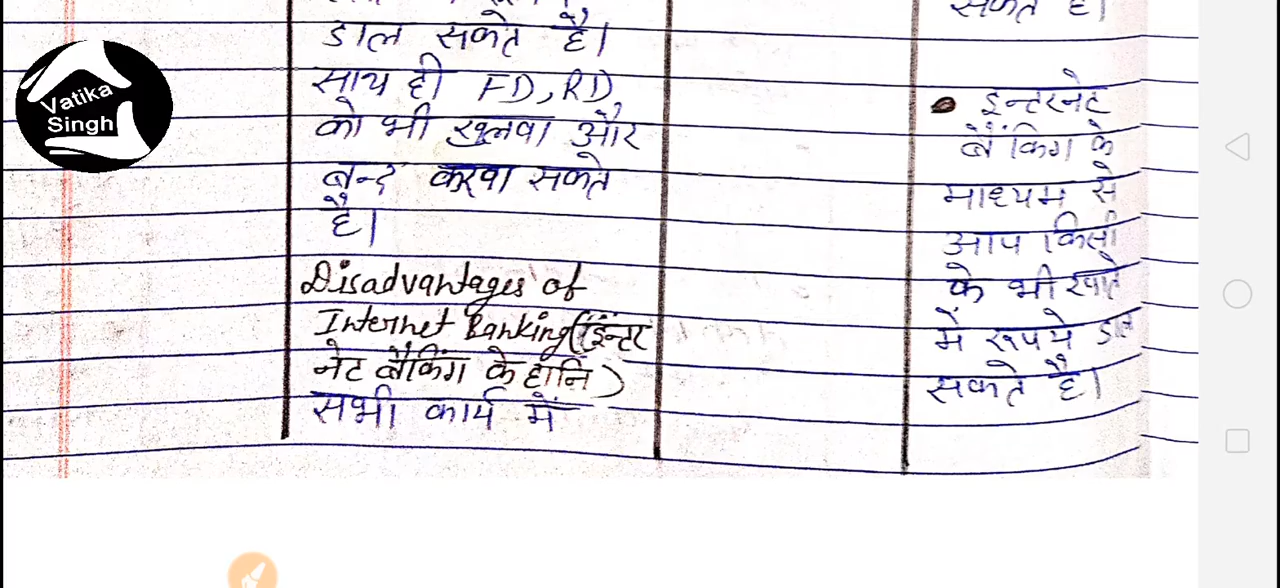 Vatika
Singh
डाल सकते है।
साथ ही FD, RD,
को भी खुलवा और
बन्द करवा सकते
है।
Disadvantages of
Internet Banking (इंन्टर
नेट बैंकिंग के हानि)
सभी कार्य में
सकते है।
• इन्टरनेट
बैंकिग के
माध्यम से
आप किसी
के भी खाते
में रूपये डाल
सकते है।